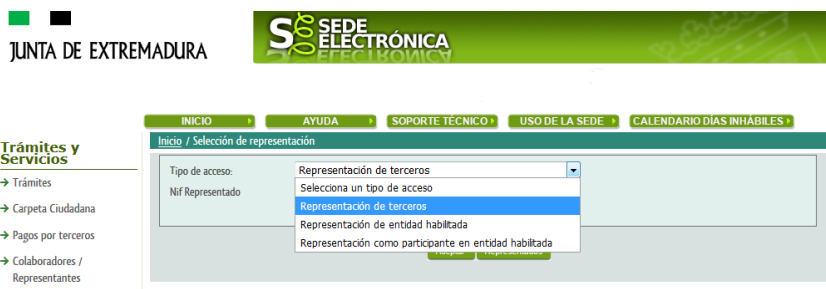 JUNTA DE EXTREMADURA
SEDE
ELECTRÓNICA
INICIO
AYUDA
SOPORTE TÉCNICO
USO DE LA SEDE
CALENDARIO DÍAS INHÁBILES
Trámites y
Servicios
Trámites
Carpeta Ciudadana
Pagos por terceros
Colaboradores /
Representantes
Inicio / Selección de representación
Tipo de acceso:
Representación de terceros
Nif Representado
Selecciona un tipo de acceso
Representación de terceros
Representación de entidad habilitada
Representación como participante en entidad habilitada
Aceptar
Representados